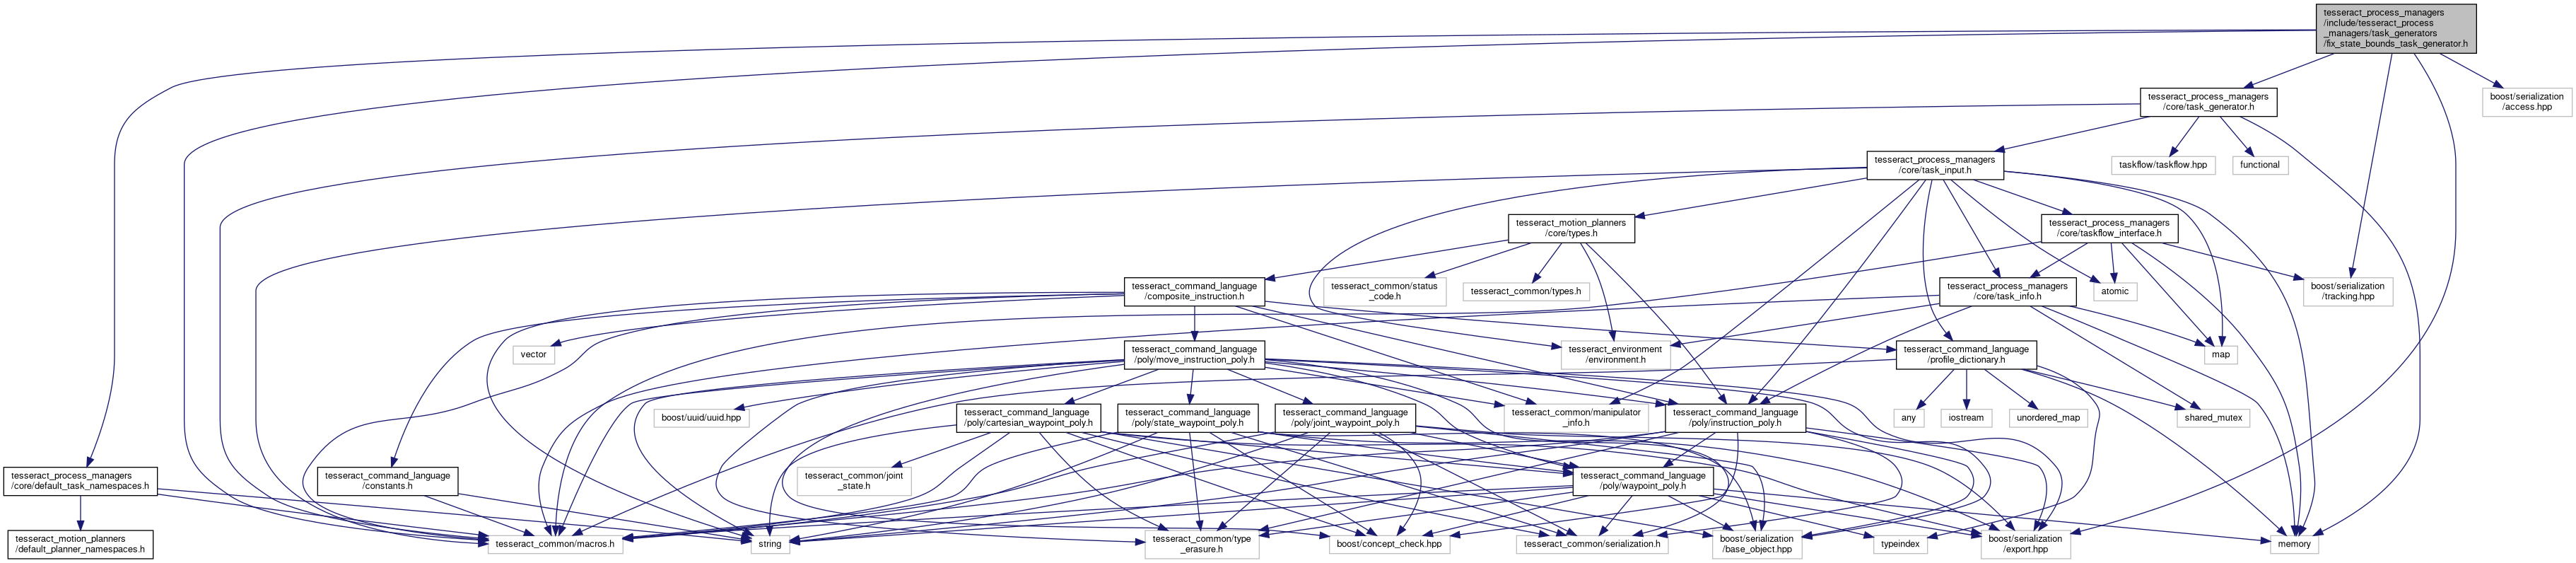 tesseract_process_managers
/include/tesseract_process
_managers/task_generators
/fix_state_bounds_task_generator.h
tesseract_process_managers
/core/task_generator.h
boost/serialization
/access.hpp
tesseract_process_managers
/core/task_input.h
taskflow/taskflow.hpp
functional
tesseract_motion_planners
/core/types.h
tesseract_process_managers
/core/taskflow_interface.h
tesseract_command_language
/composite_instruction.h
tesseract_common/status
_code.h
tesseract_common/types.h
tesseract_process_managers
/core/task_info.h
atomic
boost/serialization
/tracking.hpp
vector
tesseract_command_language
/poly/move_instruction_poly.h
tesseract_environment
/environment.h
tesseract_command_language
/profile_dictionary.h
map
boost/uuid/uuid.hpp
tesseract_command_language
/poly/cartesian_waypoint_poly.h
tesseract_command_language
/poly/state_waypoint_poly.h
tesseract_command_language
/poly/joint_waypoint_poly.h
tesseract_common/manipulator
_info.h
tesseract_command_language
/poly/instruction_poly.h
any
iostream
unordered_map
shared_mutex
tesseract_process_managers
/core/default_task_namespaces.h
tesseract_command_language
/constants.h
tesseract_common/joint
_state.h
tesseract_command_language
/poly/waypoint_poly.h
tesseract_motion_planners
/default_planner_namespaces.h
tesseract_common/macros.h
string
tesseract_common/type
_erasure.h
boost/concept_check.hpp
tesseract_common/serialization.h
boost/serialization
/base_object.hpp
typeindex
boost/serialization
/export.hpp
memory